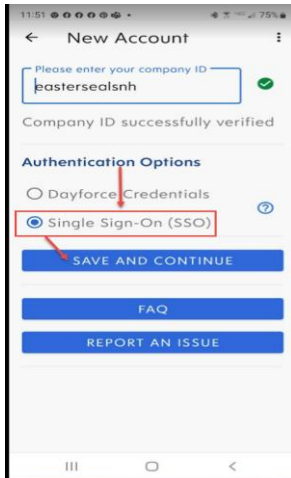 11:51
75%
New Account
Please enter your company ID
eastersealsnh
Company ID successfully verified
Authentication Options
Dayforce Credentials
?
Single Sign-On (SSO)
SAVE AND CONTINUE
FAQ
REPORT AN ISSUE